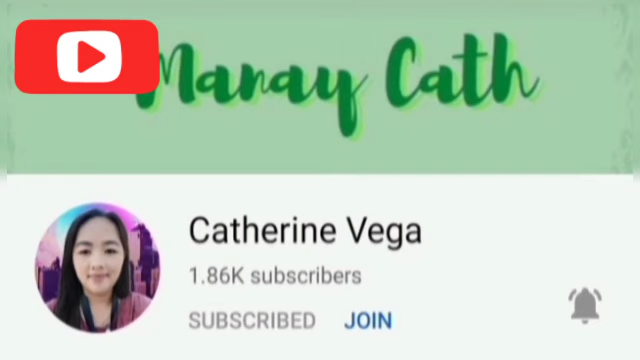 Manay Cath
Catherine Vega
1.86K subscribers
SUBSCRIBED JOIN